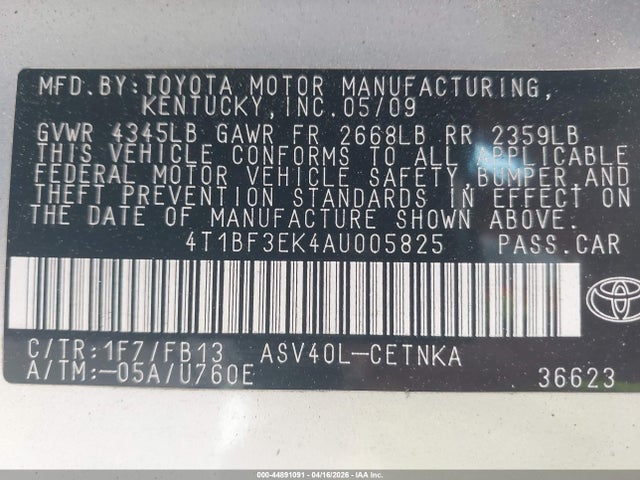 MFD.BY:TOYOTA MOTOR MANUFACTURING,
KENTUCKY,INC.05/09
GVWR 4345LB GAWR FR 2668LB RR 2359LB
THIS VEHICLE CONFORMS TO ALL APPLICABLE
FEDERAL MOTOR VEHICLE SAFETY,BUMPER,AND
THEFT PREVENTION STANDARDS IN EFFECT ON
THE DATE OF MANUFACTURE SHOWN ABOVE.
4T1BF3EK4AU005825 PASS.CAR
C/TR:1F7/FB13 ASV40L-CETNKA
A/TM:-05A/U760E 36623
000-44891091 - 04/16/2026 - IAA Inc.